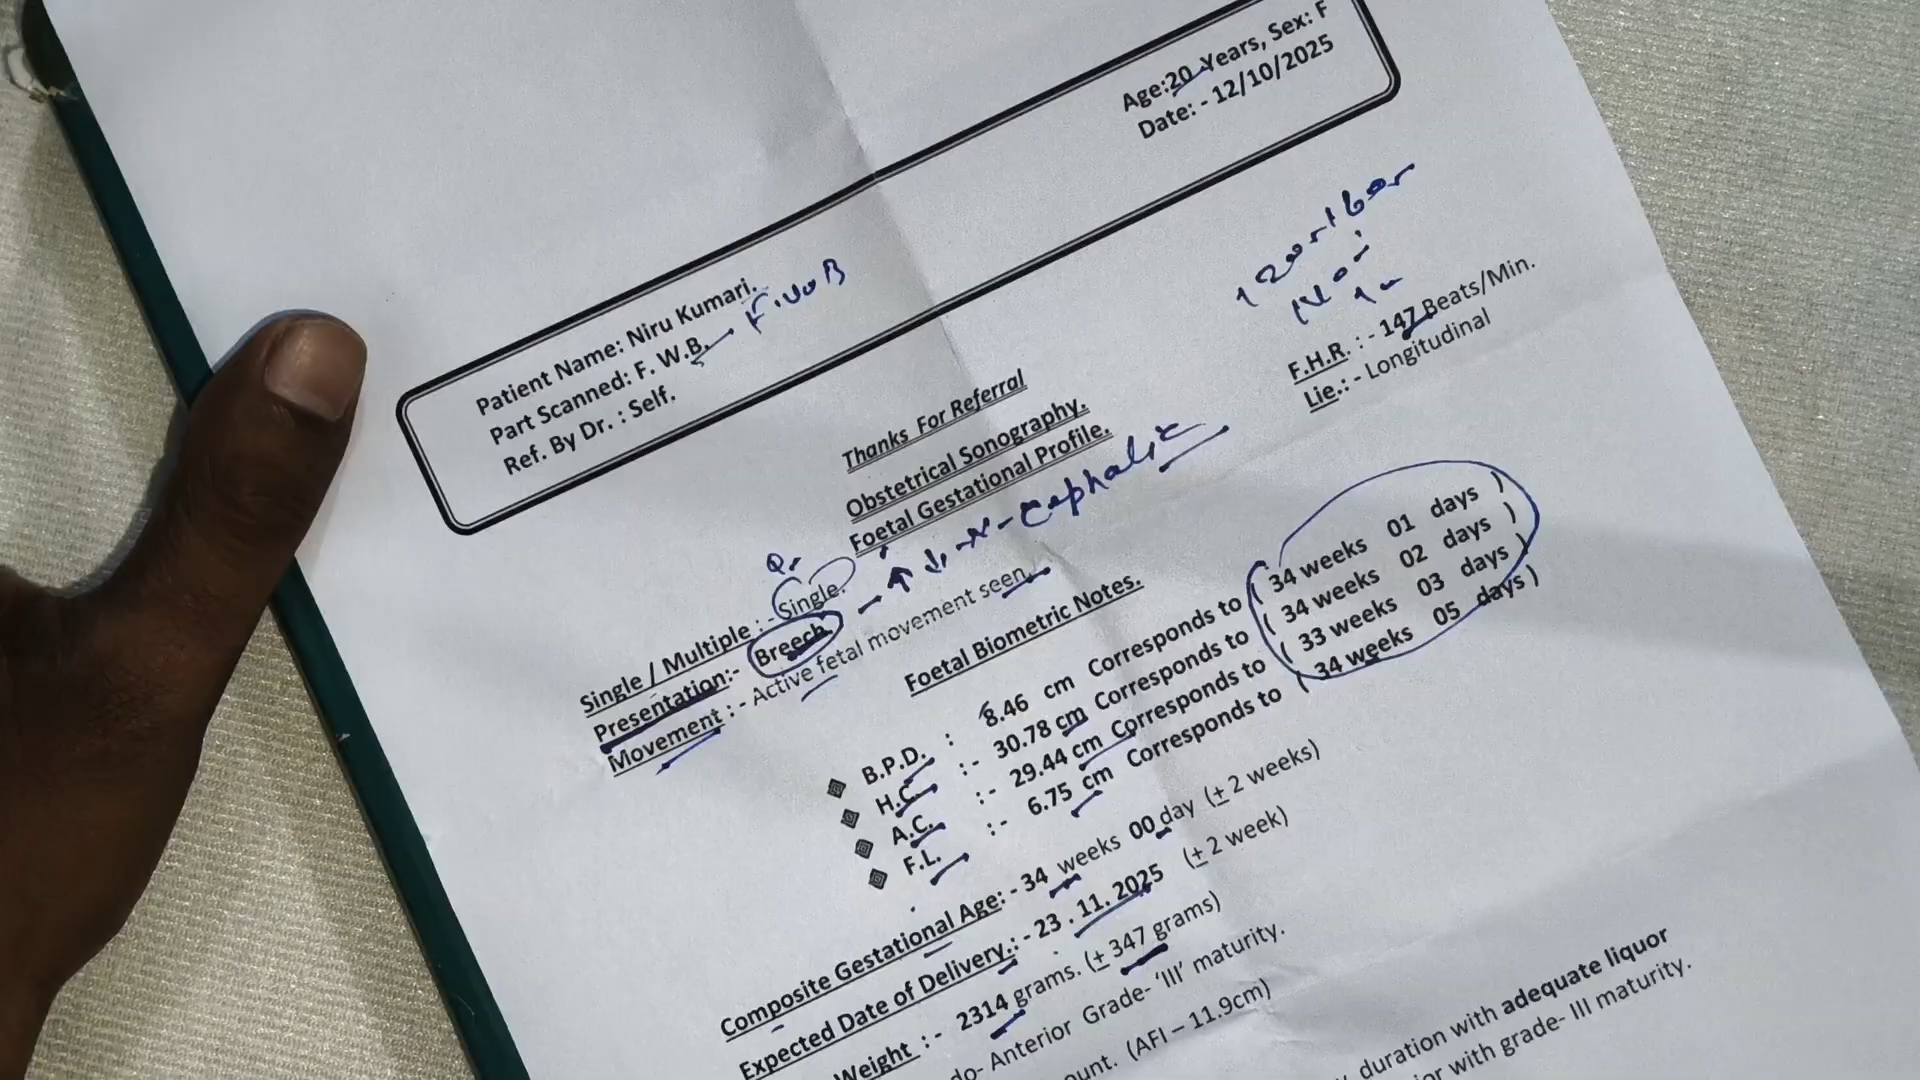 Age:20 Years, Sex: F
Date: - 12/10/2025
Patient Name: Niru Kumari.
Part Scanned: F. W.B.
Ref. By Dr. : Self.
Thanks For Referral
Obstetrical Sonography.
Foetal Gestational Profile.
F.H.R. : - 147 Beats/Min.
Lie.: - Longitudinal
Cephalic
Single / Multiple : - Single.
Presentation:- Breech
Movement : - Active fetal movement seen.
Foetal Biometric Notes.
B.P.D. : 8.46 cm Corresponds to ( 34 weeks 01 days )
H.C. :- 30.78 cm Corresponds to ( 34 weeks 02 days )
A.C. :- 29.44 cm Corresponds to ( 33 weeks 03 days )
F.L. :- 6.75 cm Corresponds to ( 34 weeks 05 days )
Composite Gestational Age: - 34 weeks 00 day (± 2 weeks)
Expected Date of Delivery.: - 23 . 11. 2025 (± 2 week)
Weight : - 2314 grams. (± 347 grams)
do- Anterior Grade- 'III' maturity.
ount. (AFI – 11.9cm)
duration with adequate liquor
ior with grade- III maturity.